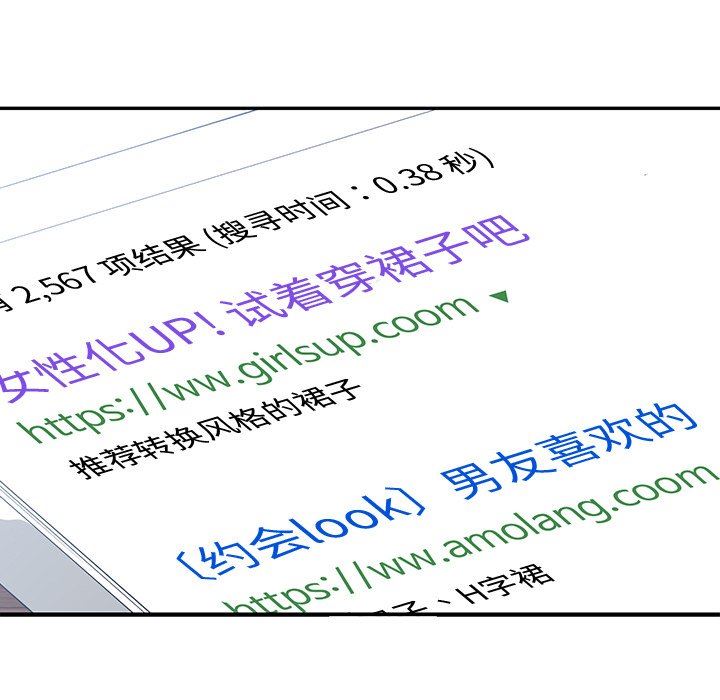 2,567 项结果 (搜寻时间：0.38 秒)
女性化UP! 试着穿裙子吧
https://ww.girlsup.coom ▼
推荐转换风格的裙子
〔约会look〕男友喜欢的
https://ww.amolang.coom
子、H字裙